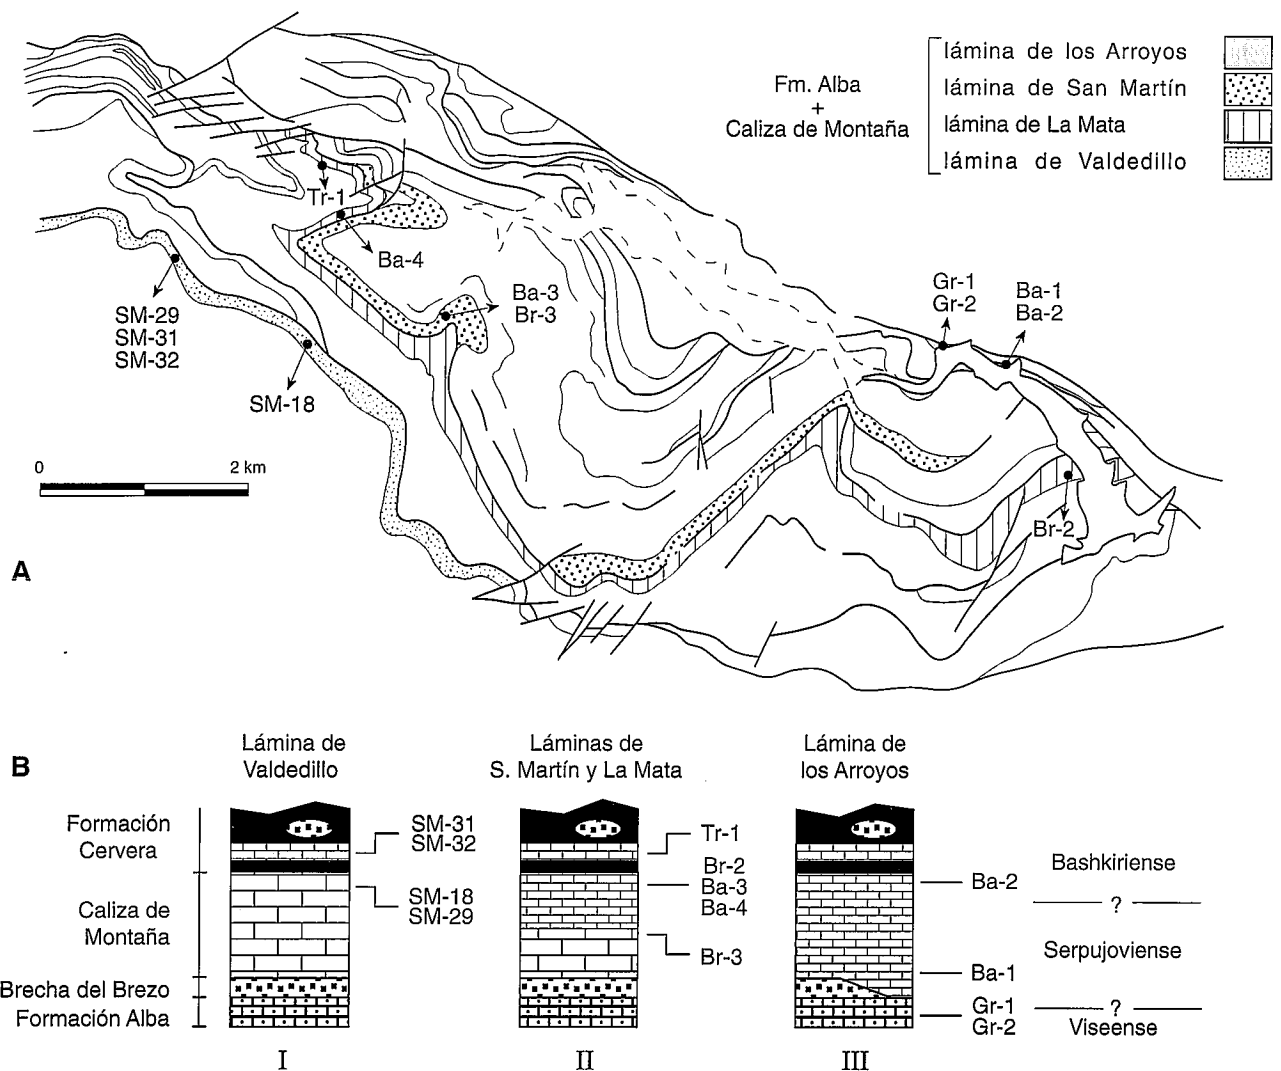 lámina de los Arroyos
lámina de San Martín
lámina de La Mata
lámina de Valdedillo
Fm. Alba
+
Caliza de Montaña
Tr-1
Ba-4
Ba-3
Br-3
Gr-1
Gr-2
Ba-1
Ba-2
SM-29
SM-31
SM-32
SM-18
Br-2
0 2 km
A
B
Lámina de
Valdedillo
Láminas de
S. Martín y La Mata
Lámina de
los Arroyos
Formación
Cervera
Caliza de
Montaña
Brecha del Brezo
Formación Alba
SM-31
SM-32
SM-18
SM-29
Tr-1
Br-2
Ba-3
Ba-4
Br-3
Ba-2
Ba-1
Gr-1
Gr-2
Bashkiriense
?
Serpujoviense
?
Viseense
I
II
III